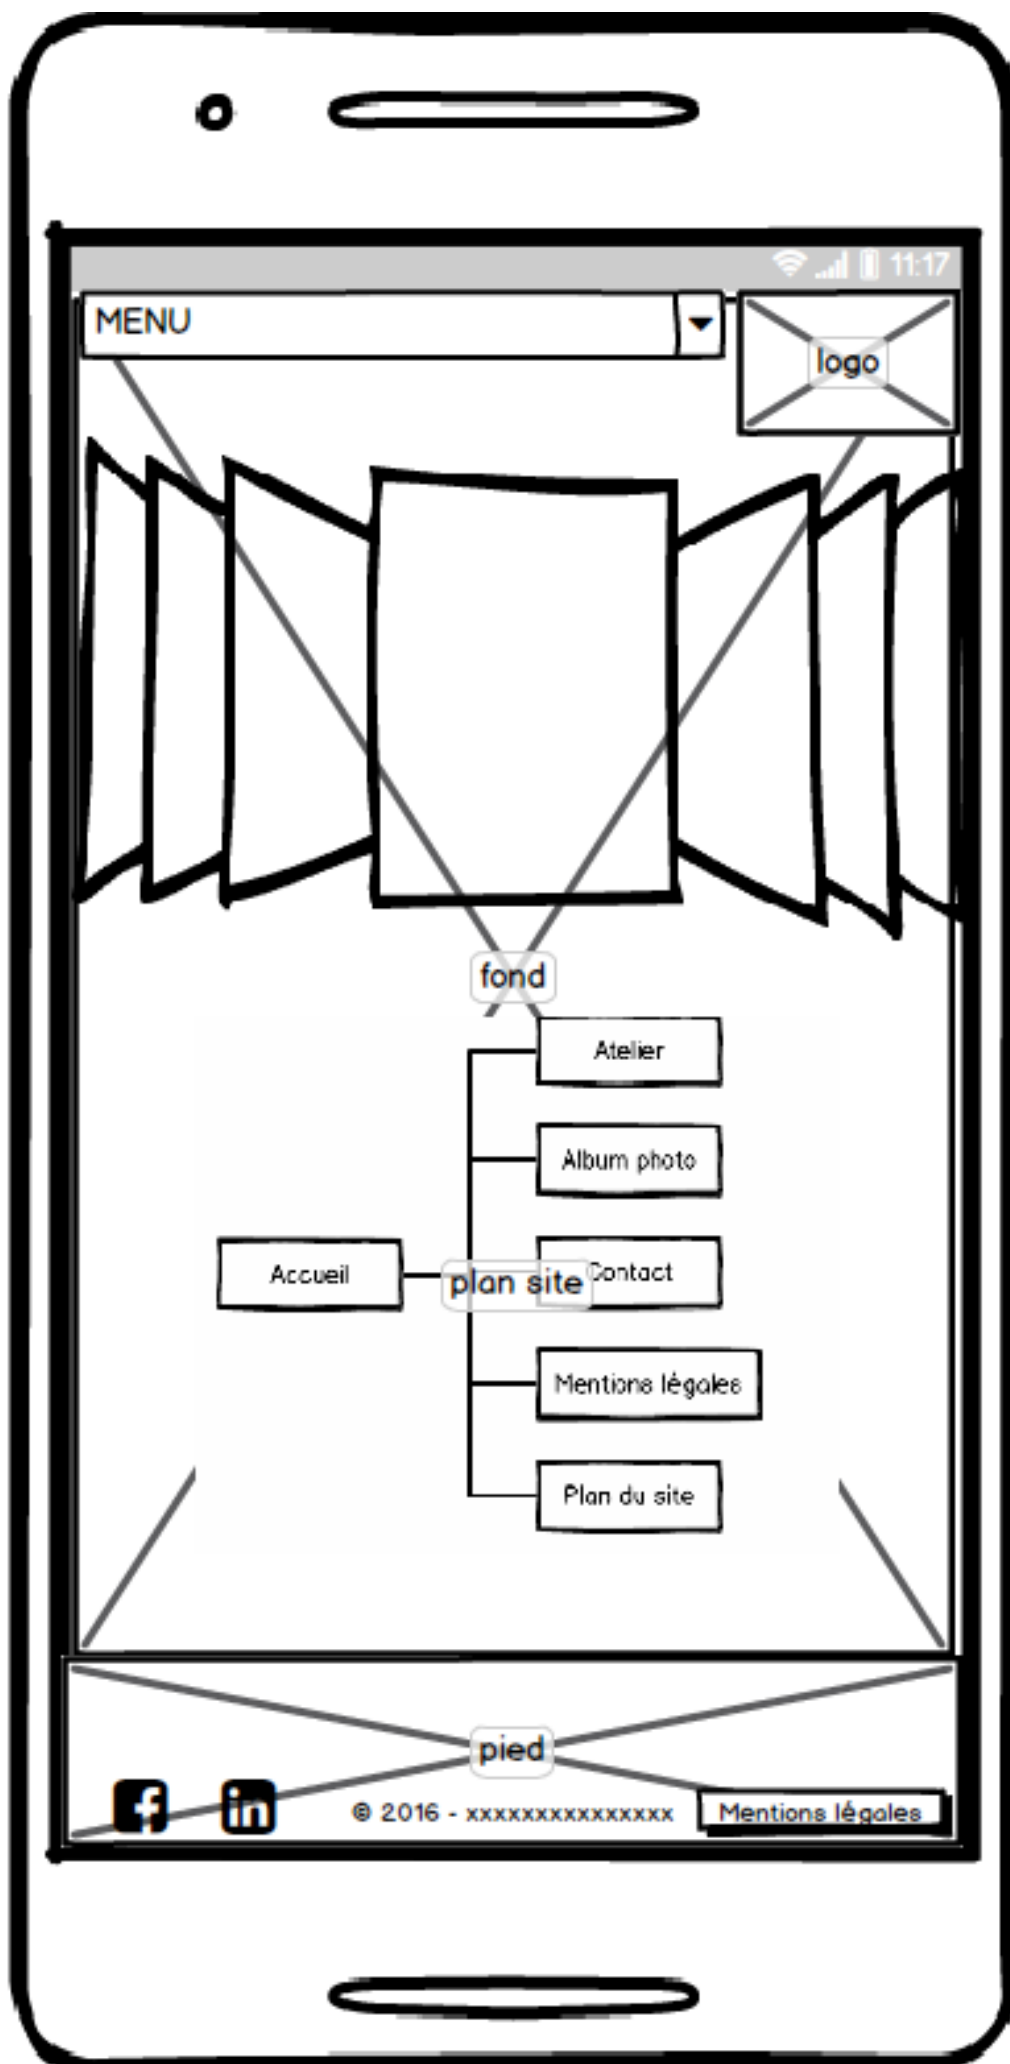 11:17
MENU
logo
fond
Atelier
Album photo
Accueil
plan site
Contact
Mentions légales
Plan du site
pied
© 2016 - xxxxxxxxxxxxxxx
Mentions légales